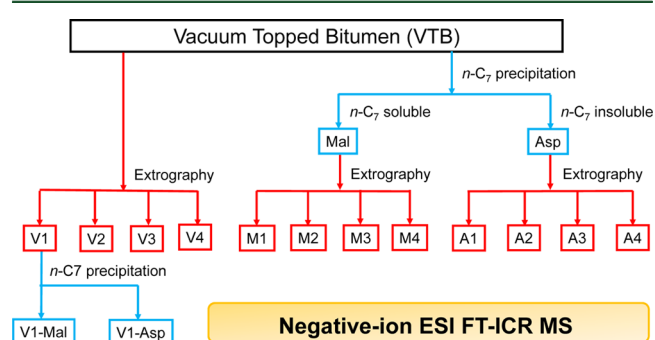 Vacuum Topped Bitumen (VTB)
n-C7 precipitation
n-C7 soluble
n-C7 insoluble
Mal
Asp
Extrography
Extrography
Extrography
V1
V2
V3
V4
M1
M2
M3
M4
A1
A2
A3
A4
n-C7 precipitation
V1-Mal
V1-Asp
Negative-ion ESI FT-ICR MS